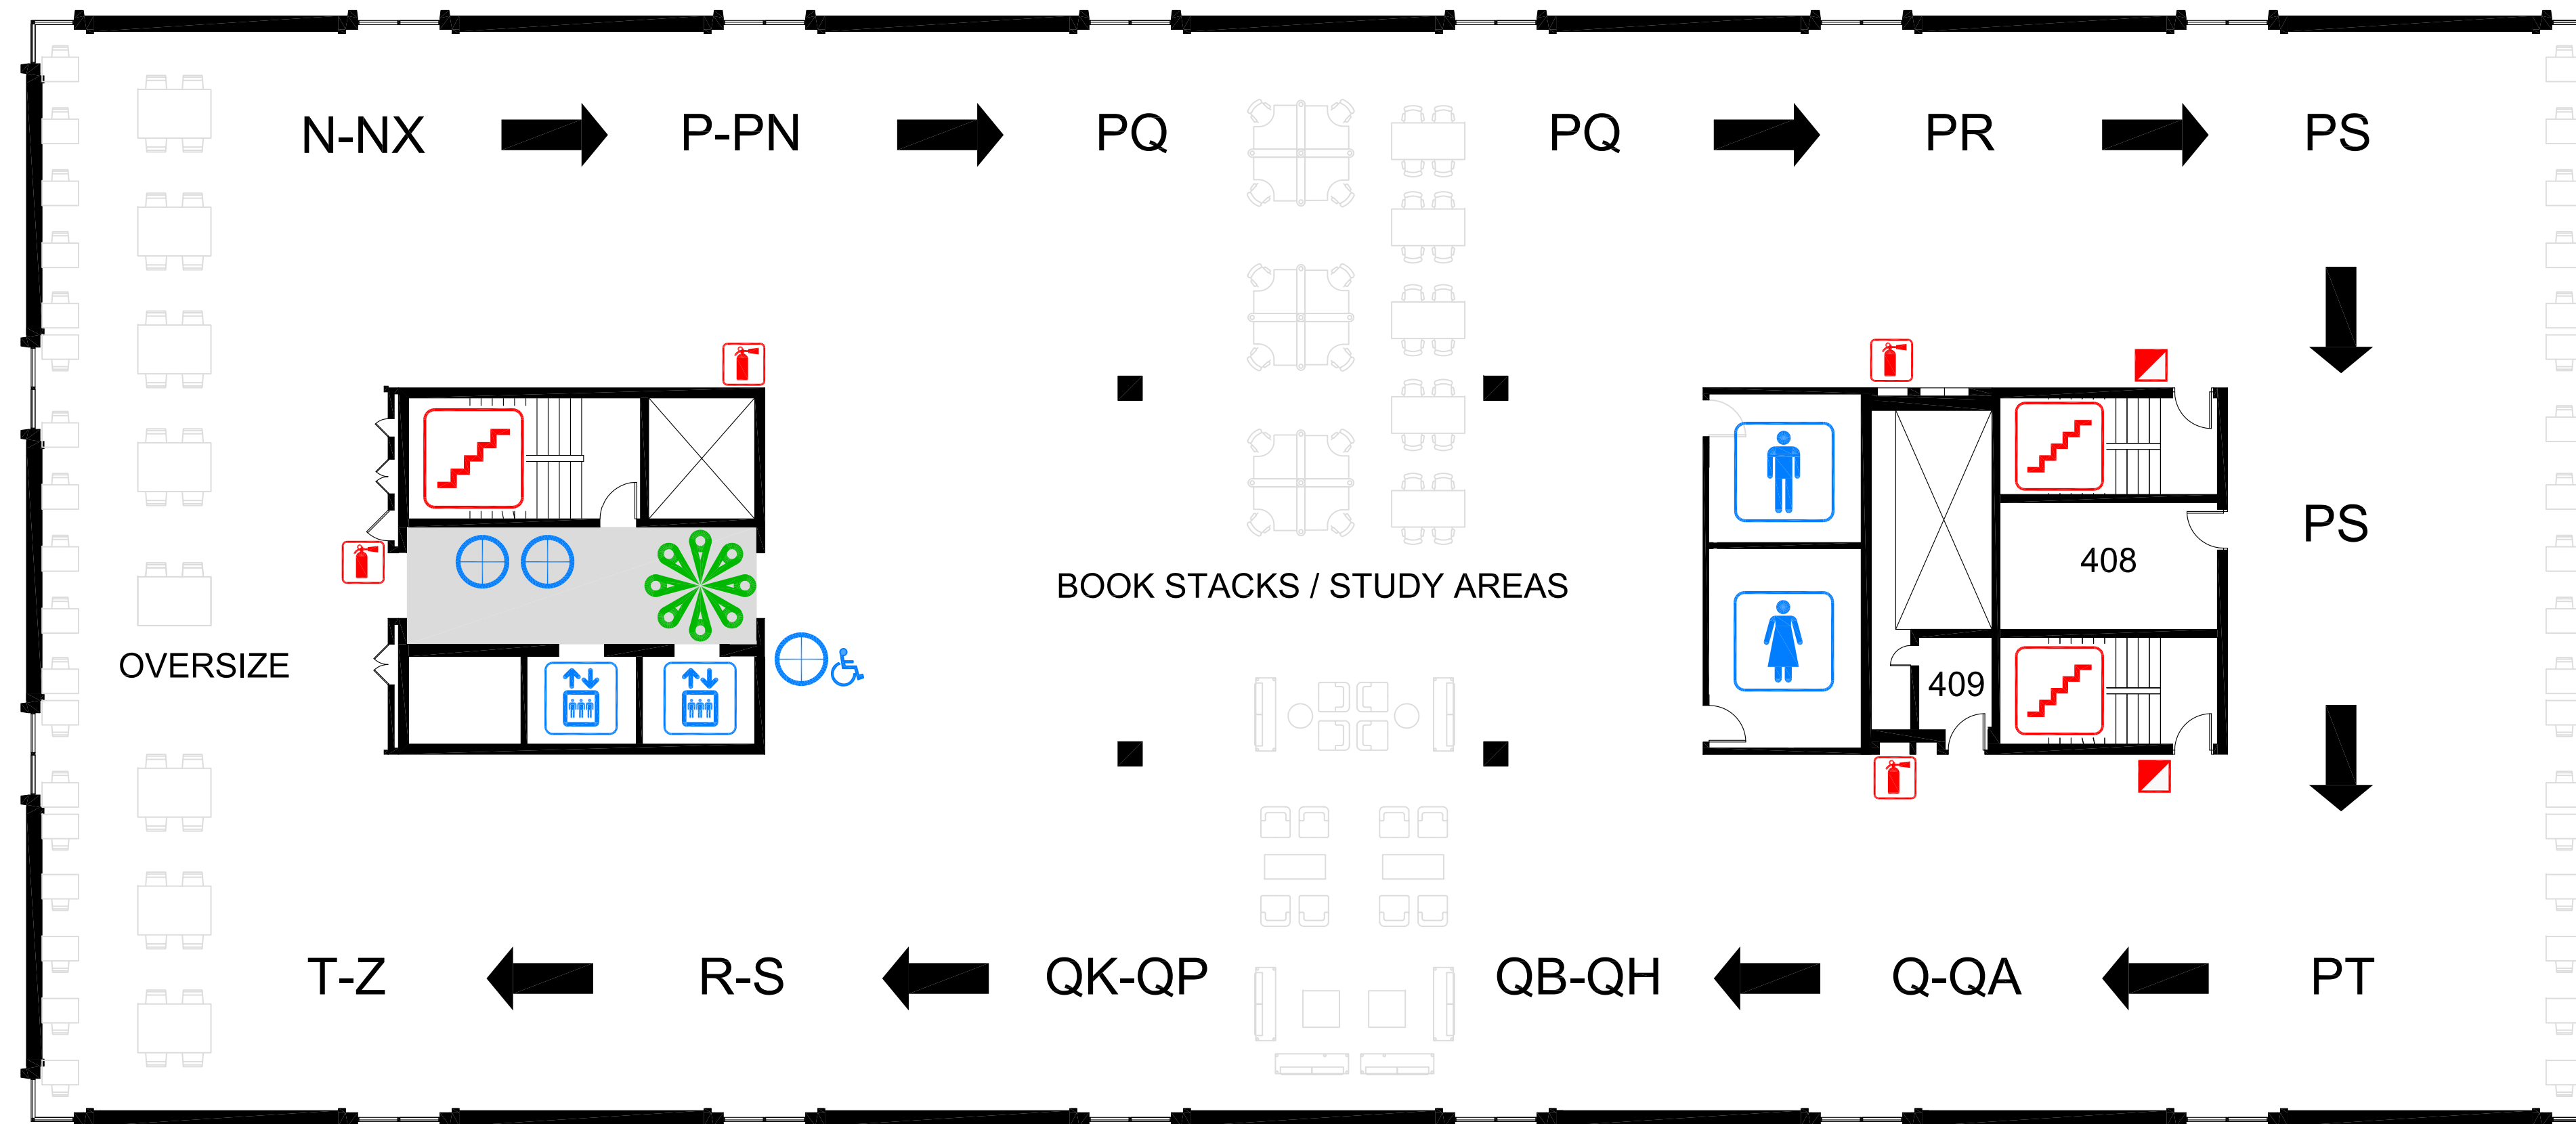 N-NX
P-PN
PQ
PQ
PR
PS
PS
408
BOOK STACKS / STUDY AREAS
OVERSIZE
409
T-Z
R-S
QK-QP
QB-QH
Q-QA
PT